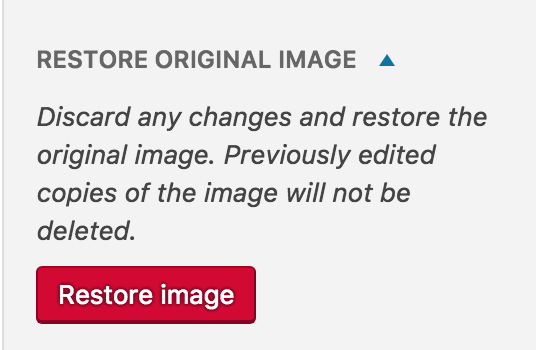 RESTORE ORIGINAL IMAGE
Discard any changes and restore the
original image. Previously edited
copies of the image will not be
deleted.
Restore image